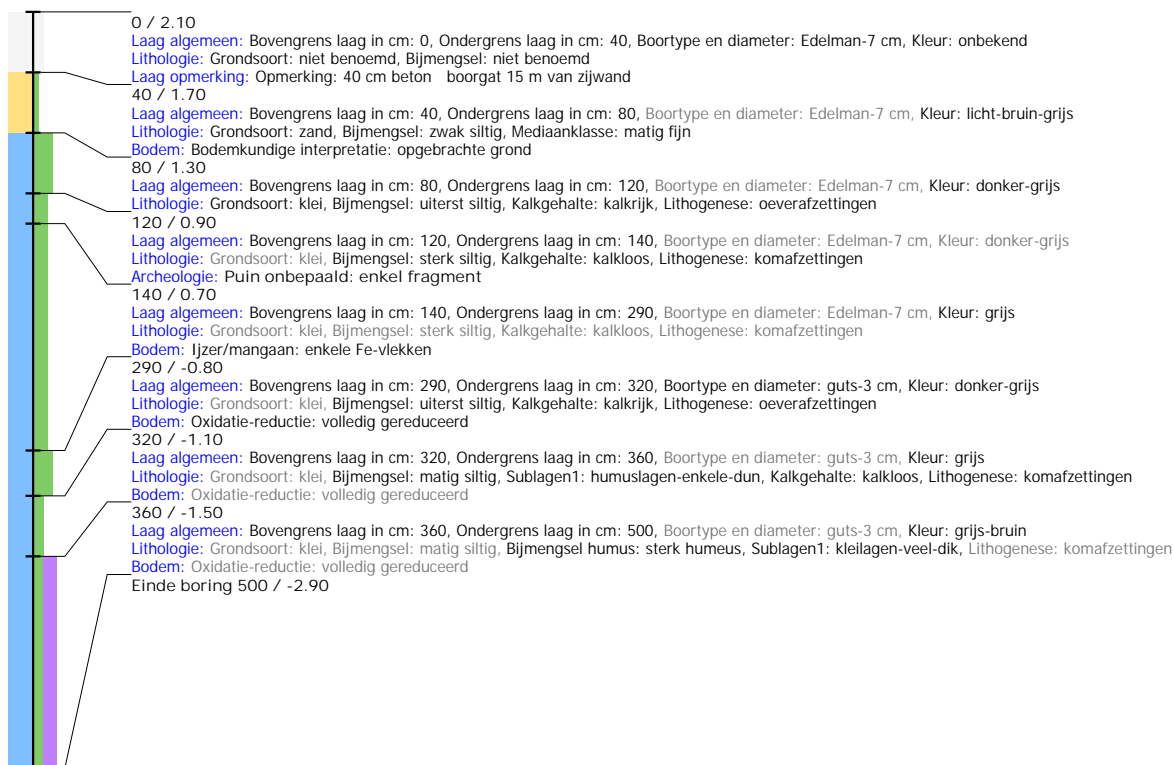 0 / 2.10
Laag algemeen: Bovengrens laag in cm: 0, Ondergrens laag in cm: 40, Boortype en diameter: Edelman-7 cm, Kleur: onbekend
Lithologie: Grondsoort: niet benoemd, Bijmengsel: niet benoemd
Laag opmerking: Opmerking: 40 cm beton boorgat 15 m van zijwand
40 / 1.70
Laag algemeen: Bovengrens laag in cm: 40, Ondergrens laag in cm: 80, Boortype en diameter: Edelman-7 cm, Kleur: licht-bruin-grijs
Lithologie: Grondsoort: zand, Bijmengsel: zwak siltig, Mediaanklasse: matig fijn
Bodem: Bodemkundige interpretatie: opgebrachte grond
80 / 1.30
Laag algemeen: Bovengrens laag in cm: 80, Ondergrens laag in cm: 120, Boortype en diameter: Edelman-7 cm, Kleur: donker-grijs
Lithologie: Grondsoort: klei, Bijmengsel: uiterst siltig, Kalkgehalte: kalkrijk, Lithogenese: oeverafzettingen
120 / 0.90
Laag algemeen: Bovengrens laag in cm: 120, Ondergrens laag in cm: 140, Boortype en diameter: Edelman-7 cm, Kleur: donker-grijs
Lithologie: Grondsoort: klei, Bijmengsel: sterk siltig, Kalkgehalte: kalkloos, Lithogenese: komafzettingen
Archeologie: Puin onbepaald: enkel fragment
140 / 0.70
Laag algemeen: Bovengrens laag in cm: 140, Ondergrens laag in cm: 290, Boortype en diameter: Edelman-7 cm, Kleur: grijs
Lithologie: Grondsoort: klei, Bijmengsel: sterk siltig, Kalkgehalte: kalkloos, Lithogenese: komafzettingen
Bodem: Ijzer/mangaan: enkele Fe-vlekken
290 / -0.80
Laag algemeen: Bovengrens laag in cm: 290, Ondergrens laag in cm: 320, Boortype en diameter: guts-3 cm, Kleur: donker-grijs
Lithologie: Grondsoort: klei, Bijmengsel: uiterst siltig, Kalkgehalte: kalkrijk, Lithogenese: oeverafzettingen
Bodem: Oxidatie-reductie: volledig gereduceerd
320 / -1.10
Laag algemeen: Bovengrens laag in cm: 320, Ondergrens laag in cm: 360, Boortype en diameter: guts-3 cm, Kleur: grijs
Lithologie: Grondsoort: klei, Bijmengsel: matig siltig, Sublagen1: humuslagen-enkele-dun, Kalkgehalte: kalkloos, Lithogenese: komafzettingen
Bodem: Oxidatie-reductie: volledig gereduceerd
360 / -1.50
Laag algemeen: Bovengrens laag in cm: 360, Ondergrens laag in cm: 500, Boortype en diameter: guts-3 cm, Kleur: grijs-bruin
Lithologie: Grondsoort: klei, Bijmengsel: matig siltig, Bijmengsel humus: sterk humeus, Sublagen1: kleilagen-veel-dik, Lithogenese: komafzettingen
Bodem: Oxidatie-reductie: volledig gereduceerd
Einde boring 500 / -2.90